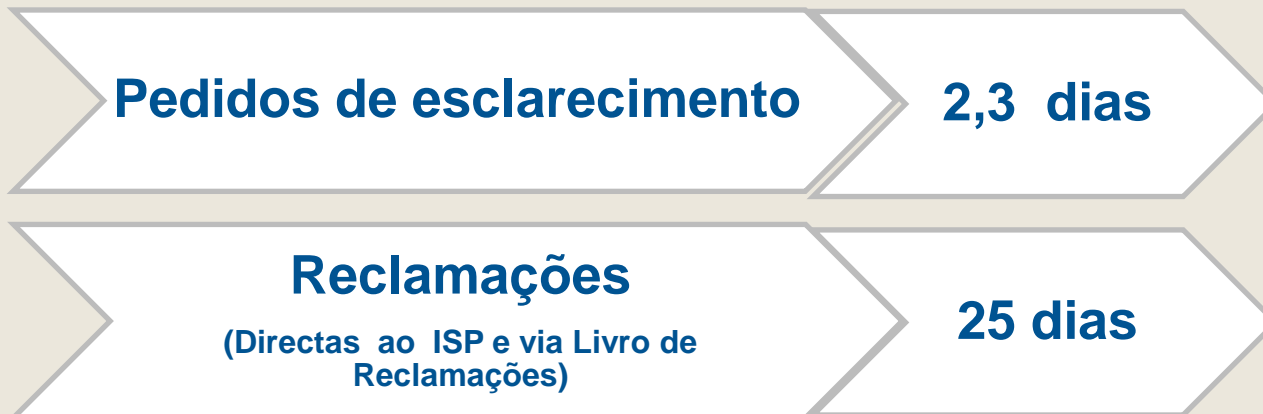 Pedidos de esclarecimento
2,3 dias
Reclamações
(Directas ao ISP e via Livro de
Reclamações)
25 dias